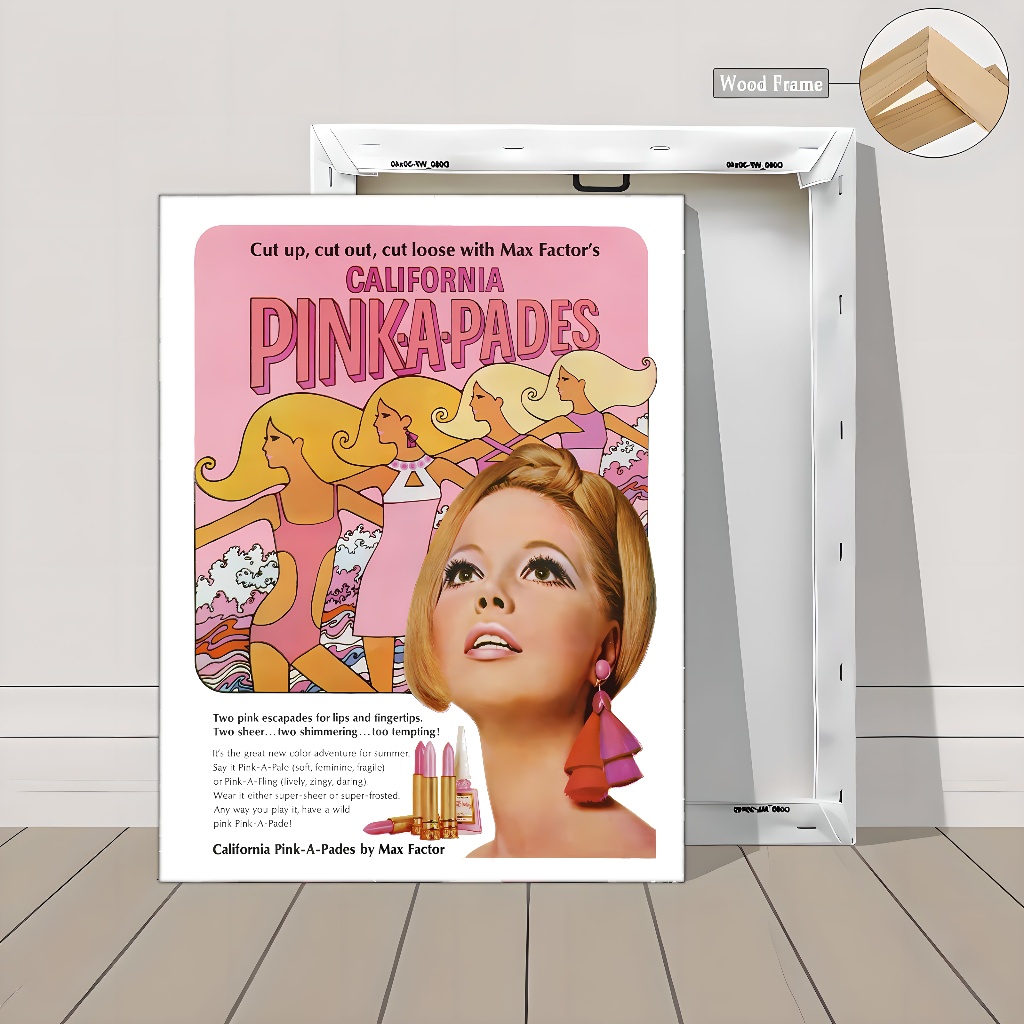 Wood Frame
Cut up, cut out, cut loose with Max Factor's
CALIFORNIA
PINK·A·PADES
Two pink escapades for lips and fingertips.
Two sheer...two shimmering...too tempting!
It's the great new color adventure for summer.
Say it Pink-A-Pale (soft, feminine, fragile)
or Pink-A-Fling (lively, zingy, daring).
Wear it either super-sheer or super-frosted.
Any way you play it, have a wild,
pink Pink-A-Pade!
California Pink-A-Pades by Max Factor